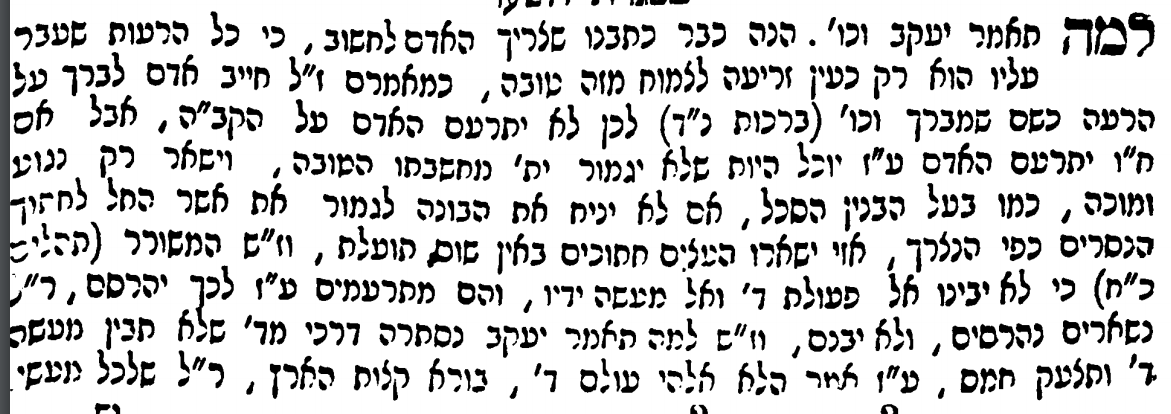 למה תאמר יעקב וכו'. הנה כבר כתבנו שצריך האדם לחשוב, כי כל הרעות שעבר
עליו הוא רק כעין זריעה לצמוח מזה טובה, כמאמרם ז"ל חייב אדם לברך על
הרעה כשם שמברך וכו' (ברכות נ"ד) לכן לא יתרעם האדם על הקב"ה, אבל אם
ח"ו יתרעם האדם ע"ז יוכל היות שלא יגמור ית' מחשבתו הטובה, וישאר רק נגוע
ומוכה, כמו בעל הבנין הסכל, אם לא יניח את הבונה לגמור את אשר החל לחתוך
הנסרים כפי הנצרך, אזי ישארו העצים חתוכים באין שום תועלת, וז"ש המשורר (תהלים
כ"ח) כי לא יבינו אל פעולת ד' ואל מעשה ידיו, והם מתרעמים ע"ז לכך יהרסם, ר"ל
נשארים נהרסים, ולא יבנם, וז"ש למה תאמר יעקב נסתרה דרכי מד' שלא תבין מעשה
ד' ותצעק חמס, ע"ז אמר הלא אלהי עולם ד', בורא קצות הארץ, ר"ל שלכל מעשי